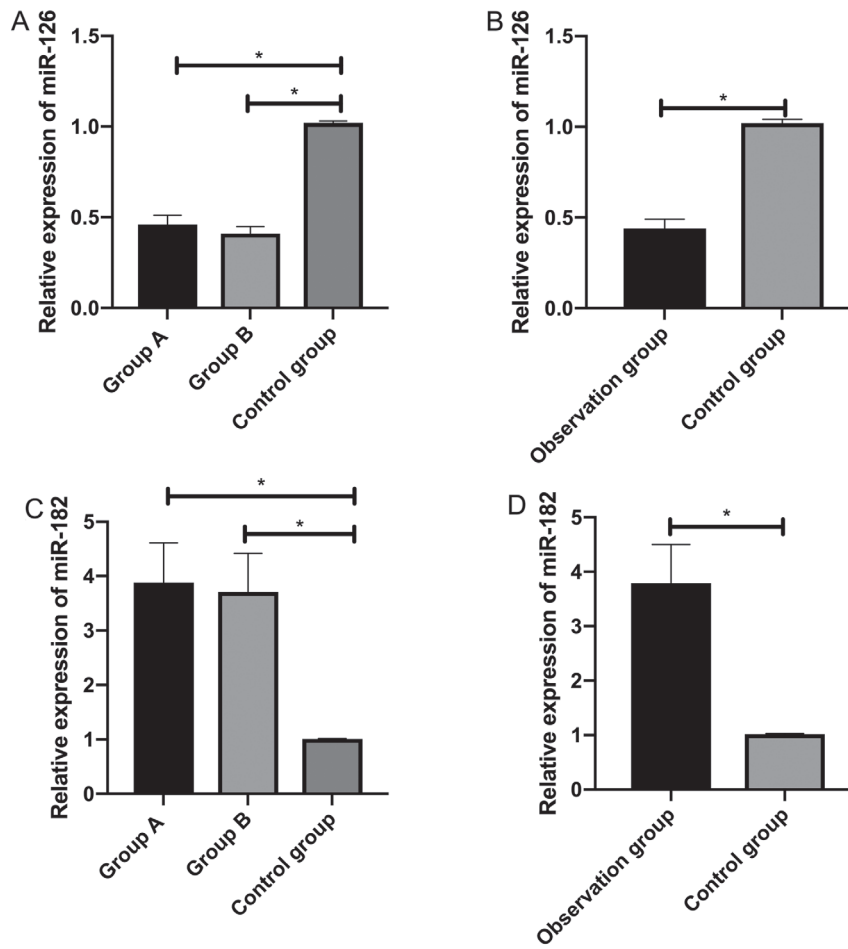 A
Relative expression of miR-126
1.5
1.0
0.5
0.0
*
*
Group A
Group B
Control group
B
Relative expression of miR-126
1.5
1.0
0.5
0.0
*
Observation group
Control group
C
Relative expression of miR-182
5
4
3
2
1
0
*
*
Group A
Group B
Control group
D
Relative expression of miR-182
5
4
3
2
1
0
*
Observation group
Control group